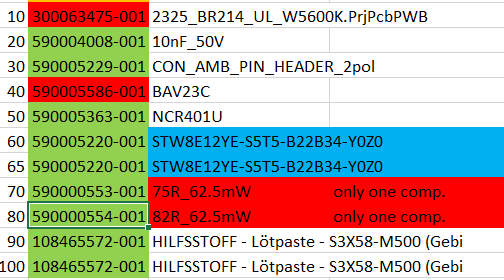 10 300063475-001 2325_BR214_UL_W5600K.PrjPcbPWB
20 590004008-001 10nF_50V
30 590005229-001 CON_AMB_PIN_HEADER_2pol
40 590005586-001 BAV23C
50 590005363-001 NCR401U
60 590005220-001 STW8E12YE-S5T5-B22B34-Y0Z0
65 590005220-001 STW8E12YE-S5T5-B22B34-Y0Z0
70 590000553-001 75R_62.5mW only one comp.
80 590000554-001 82R_62.5mW only one comp.
90 108465572-001 HILFSSTOFF - Lötpaste - S3X58-M500 (Gebi
100 108465572-001 HILFSSTOFF - Lötpaste - S3X58-M500 (Gebi